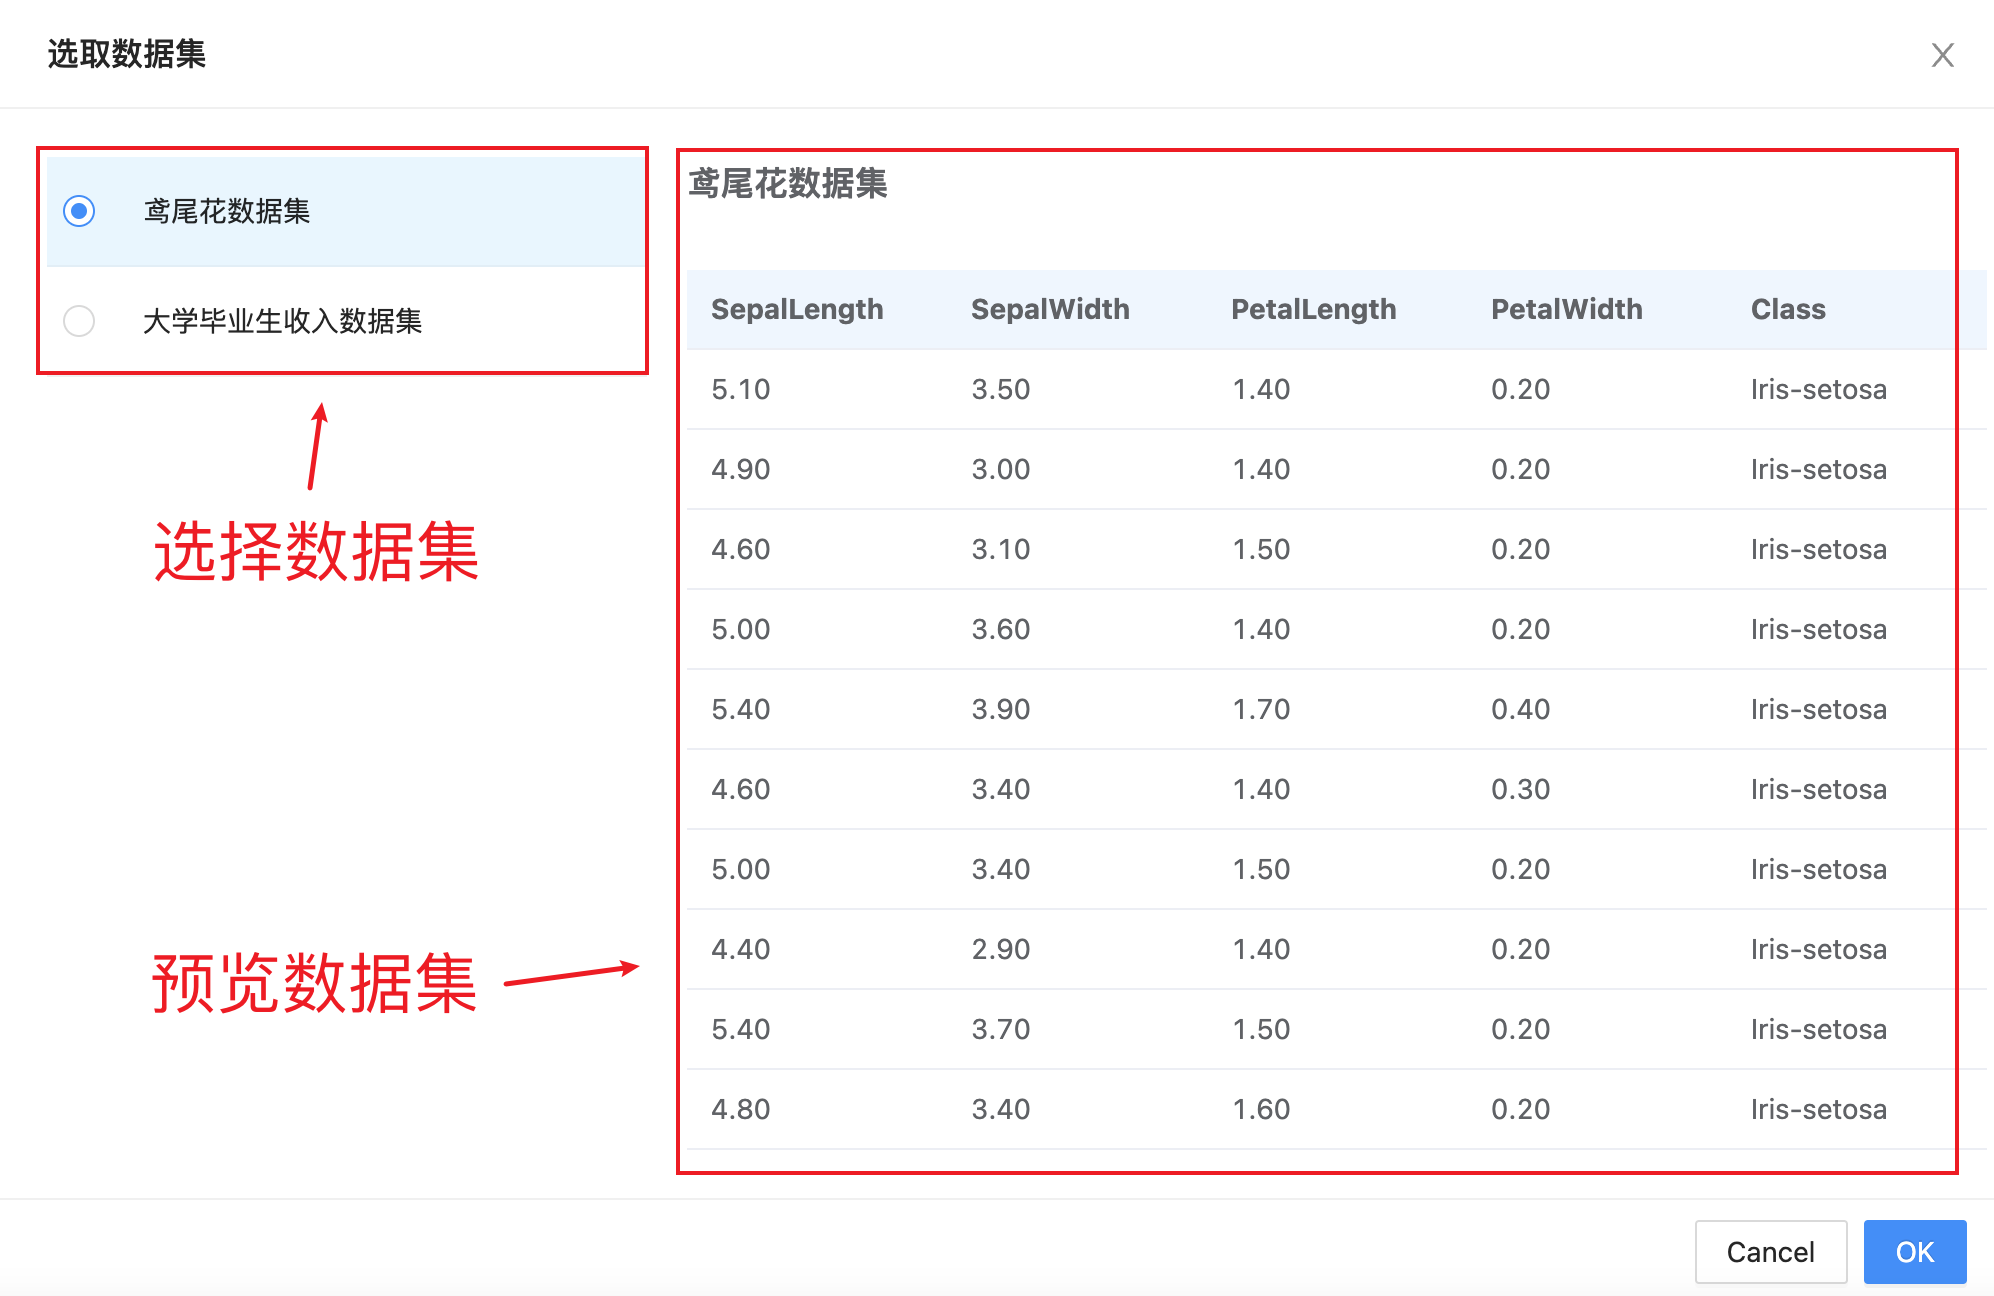 选取数据集
鸢尾花数据集
大学毕业生收入数据集
选择数据集
预览数据集
鸢尾花数据集
SepalLength SepalWidth PetalLength PetalWidth Class
5.10 3.50 1.40 0.20 Iris-setosa
4.90 3.00 1.40 0.20 Iris-setosa
4.60 3.10 1.50 0.20 Iris-setosa
5.00 3.60 1.40 0.20 Iris-setosa
5.40 3.90 1.70 0.40 Iris-setosa
4.60 3.40 1.40 0.30 Iris-setosa
5.00 3.40 1.50 0.20 Iris-setosa
4.40 2.90 1.40 0.20 Iris-setosa
5.40 3.70 1.50 0.20 Iris-setosa
4.80 3.40 1.60 0.20 Iris-setosa
Cancel OK